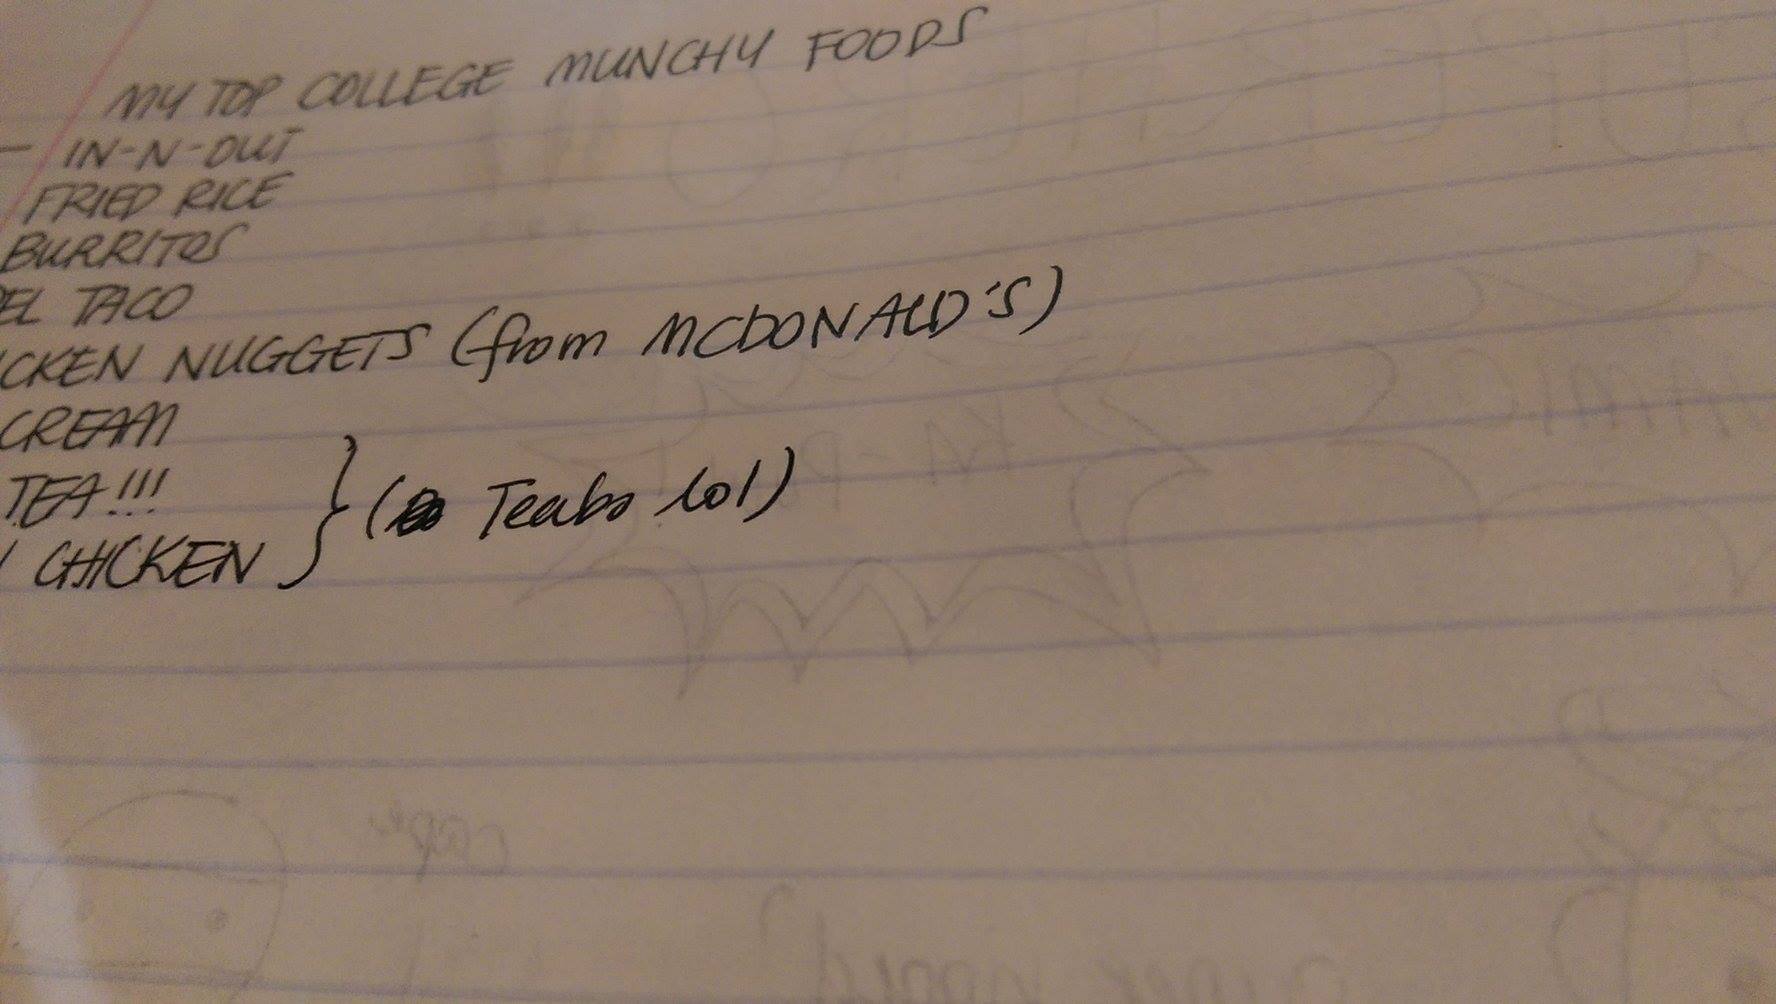 MY TOP COLLEGE MUNCHY FOODS
- IN-N-OUT
FRIED RICE
BURRITOS
EL TACO
CKEN NUGGETS (from MCDONALD'S)
CREAM
TEA!!!
CHICKEN } (Teabo lol)